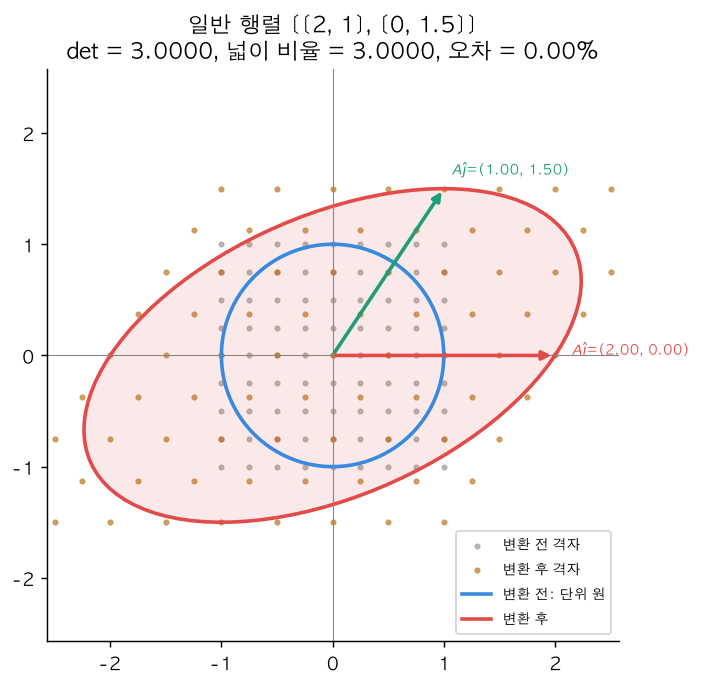 일반 행렬 [[2, 1], [0, 1.5]]
det = 3.0000, 넓이 비율 = 3.0000, 오차 = 0.00%
2
Aĵ=(1.00, 1.50)
1
0
Aî=(2.00, 0.00)
-1
-2
변환 전 격자
변환 후 격자
변환 전: 단위 원
변환 후
-2 -1 0 1 2